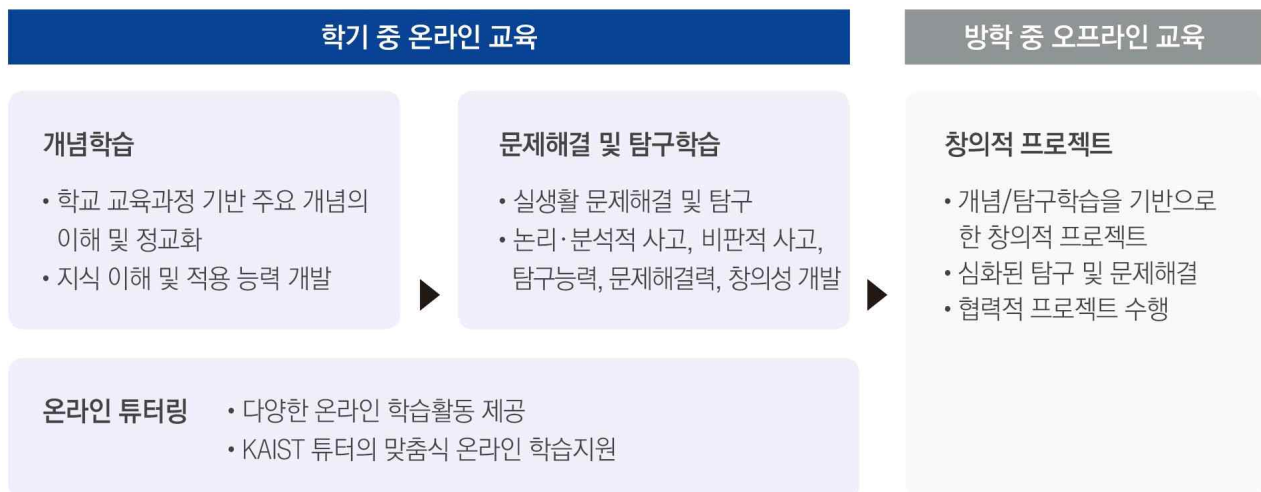 학기 중 온라인 교육
방학 중 오프라인 교육
개념학습
• 학교 교육과정 기반 주요 개념의
이해 및 정교화
• 지식 이해 및 적용 능력 개발
문제해결 및 탐구학습
• 실생활 문제해결 및 탐구
• 논리·분석적 사고, 비판적 사고,
탐구능력, 문제해결력, 창의성 개발
창의적 프로젝트
• 개념/탐구학습을 기반으로
한 창의적 프로젝트
• 심화된 탐구 및 문제해결
• 협력적 프로젝트 수행
온라인 튜터링
• 다양한 온라인 학습활동 제공
• KAIST 튜터의 맞춤식 온라인 학습지원